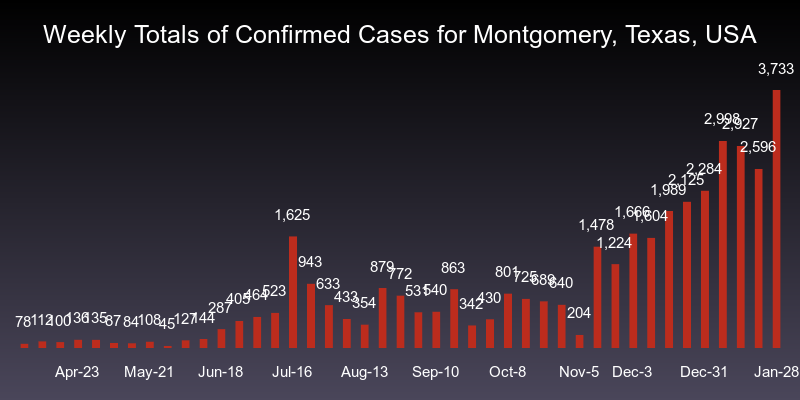 Weekly Totals of Confirmed Cases for Montgomery, Texas, USA
78 112 100 136 135 87 84 108 45 127 144 287 405 464 523 1,625 943 633 433 354 879 772 531 540 863 342 430 801 725 689 640 204 1,478 1,224 1,666 1,604 1,989 2,125 2,284 2,998 2,927 2,596 3,733
Apr-23 May-21 Jun-18 Jul-16 Aug-13 Sep-10 Oct-8 Nov-5 Dec-3 Dec-31 Jan-28